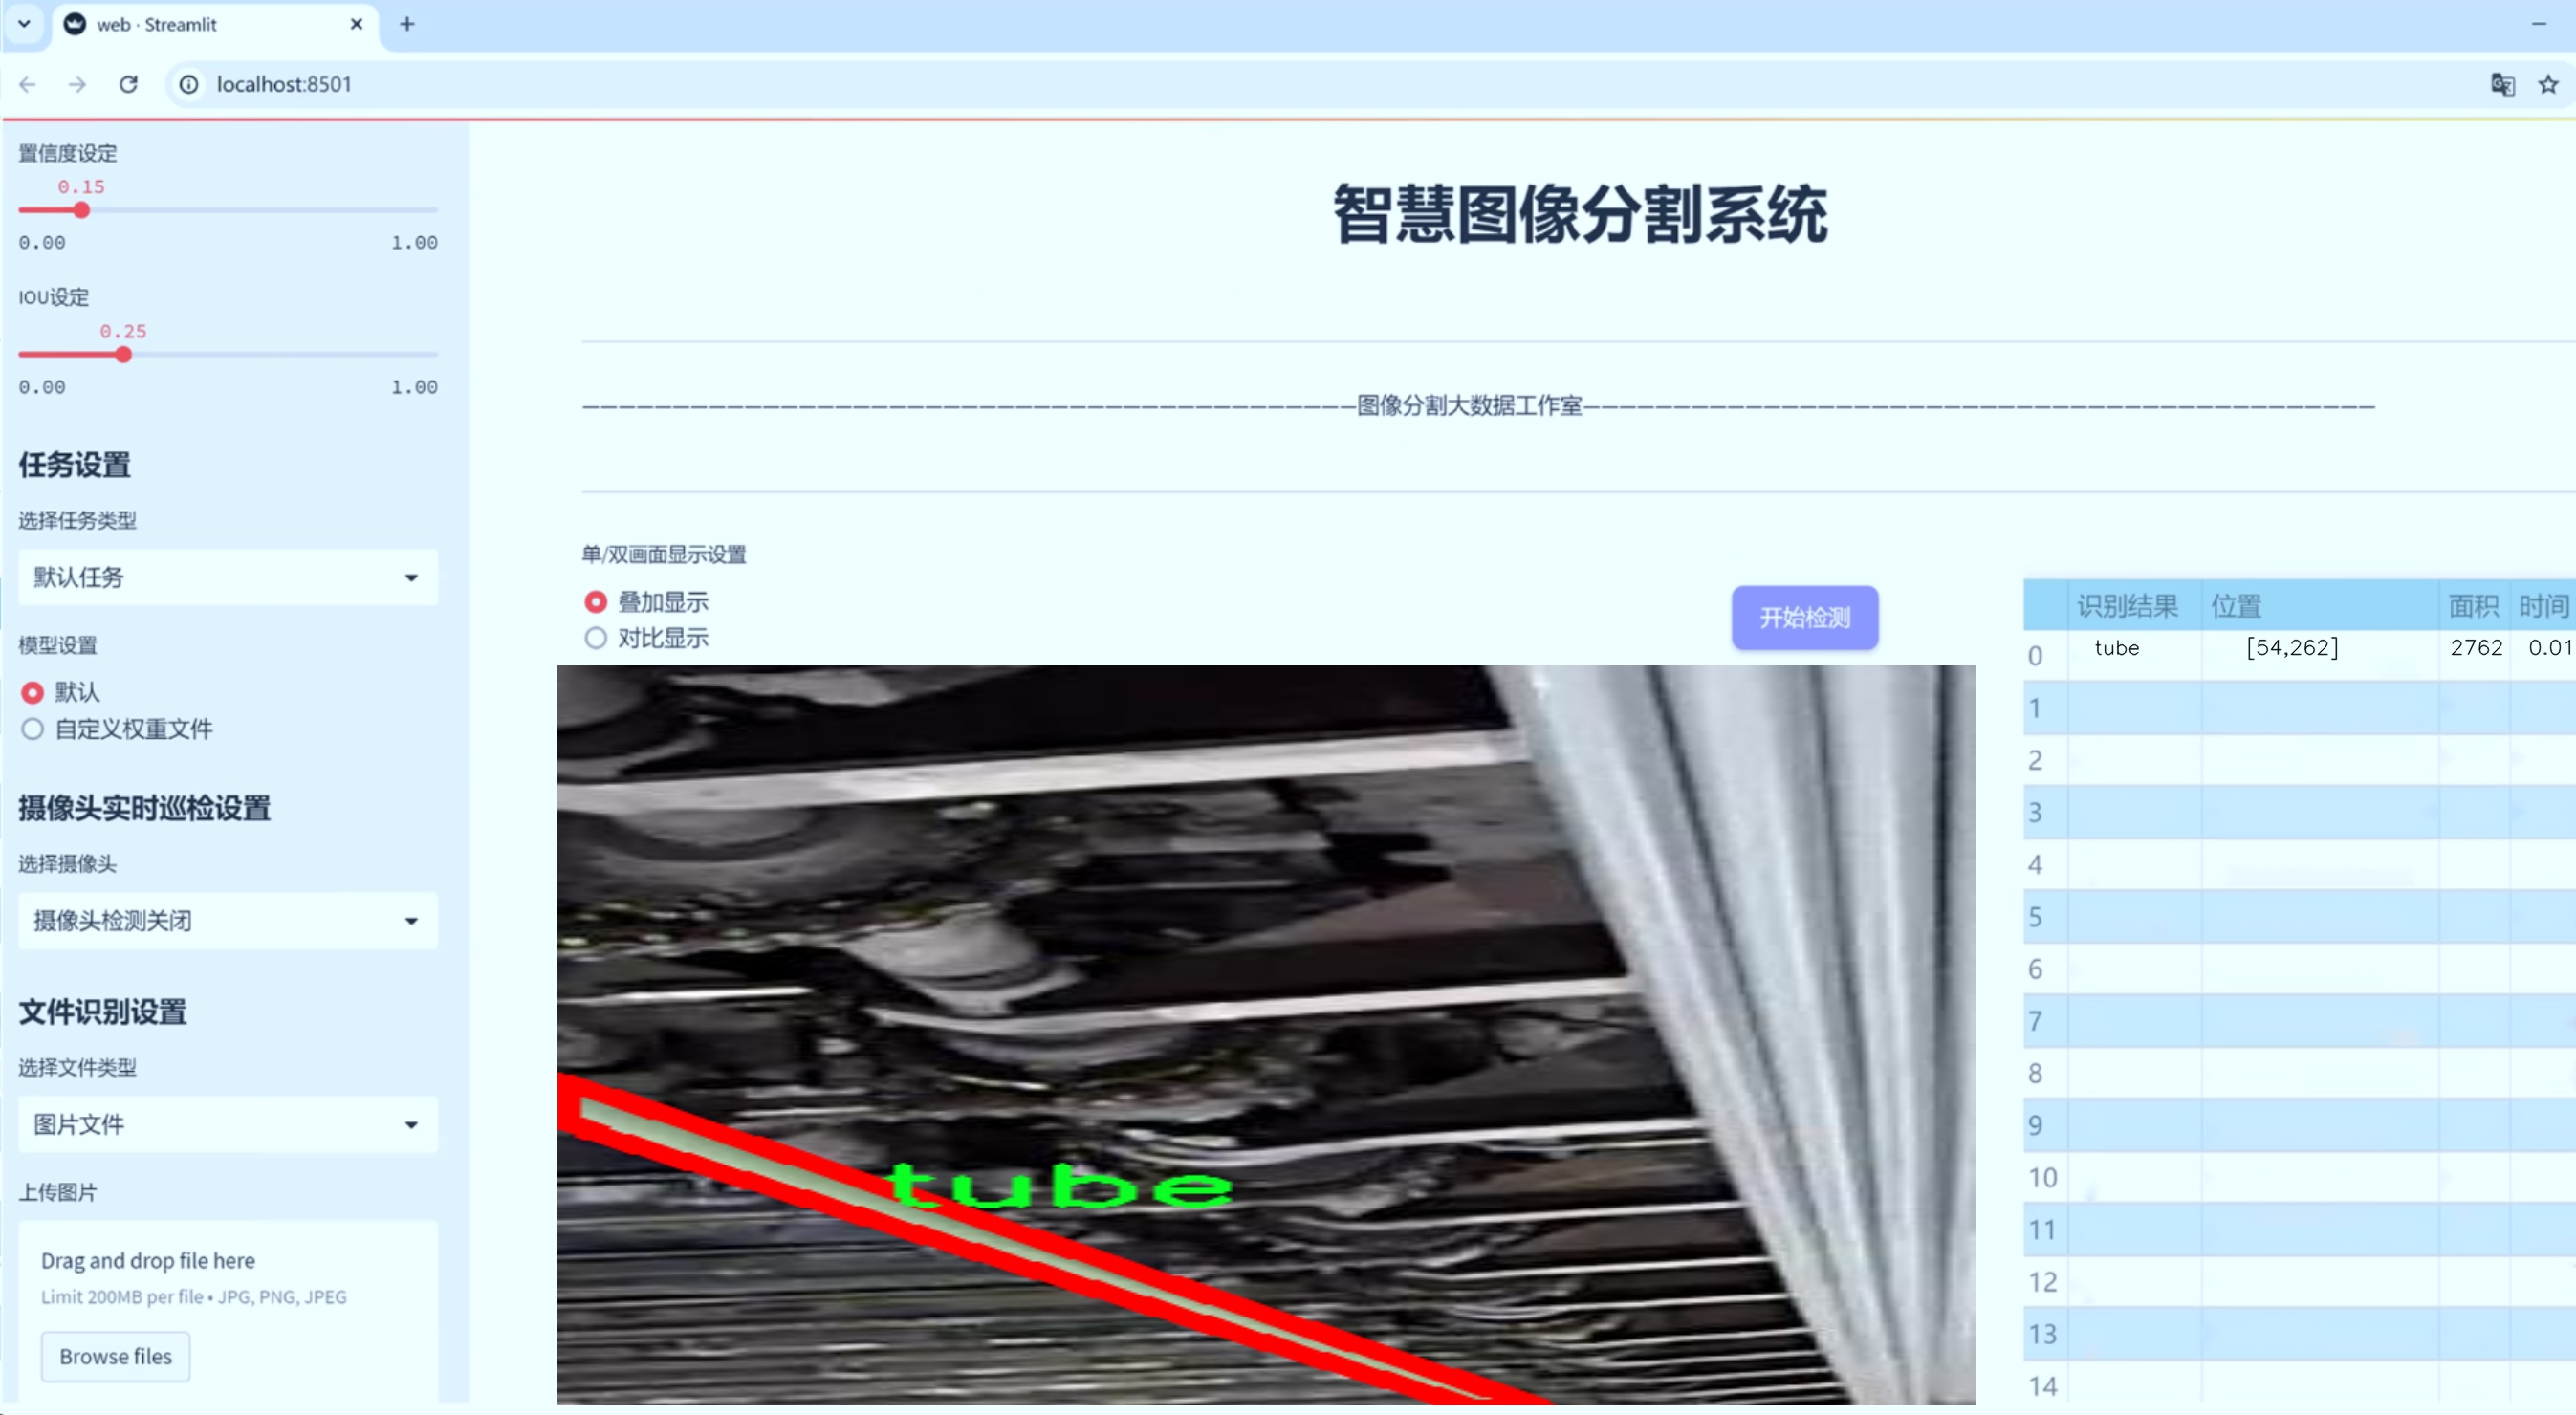 web · Streamlit
localhost:8501
置信度设定
0.15
0.00 1.00
IOU设定
0.25
0.00 1.00
任务设置
选择任务类型
默认任务
模型设置
默认
自定义权重文件
摄像头实时巡检设置
选择摄像头
摄像头检测关闭
文件识别设置
选择文件类型
图片文件
上传图片
Drag and drop file here
Limit 200MB per file • JPG, PNG, JPEG
Browse files
智慧图像分割系统
———————————————————————————————————————————图像分割大数据工作室————————————————————————————————————————————
单/双画面显示设置
叠加显示
对比显示
开始检测
tube
识别结果 位置 面积 时间
0 tube [54,262] 2762 0.01
1
2
3
4
5
6
7
8
9
10
11
12
13
14